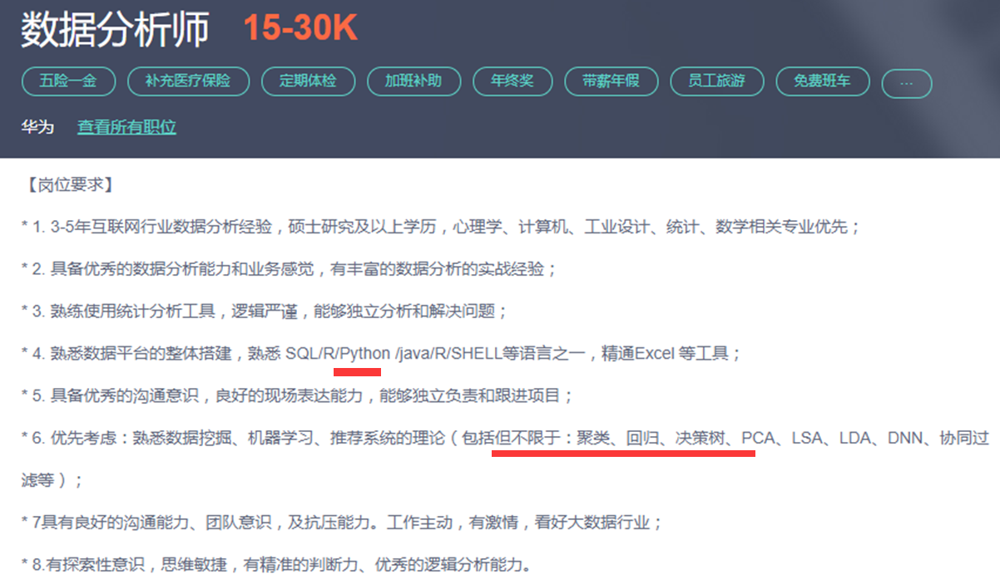 数据分析师 15-30K
五险一金 补充医疗保险 定期体检 加班补助 年终奖 带薪年假 员工旅游 免费班车 ...
华为 查看所有职位
【岗位要求】
* 1. 3-5年互联网行业数据分析经验，硕士研究及以上学历，心理学、计算机、工业设计、统计、数学相关专业优先；
* 2. 具备优秀的数据分析能力和业务感觉，有丰富的数据分析的实战经验；
* 3. 熟练使用统计分析工具，逻辑严谨，能够独立分析和解决问题；
* 4. 熟悉数据平台的整体搭建，熟悉 SQL/R/Python /java/R/SHELL等语言之一，精通Excel 等工具；
* 5. 具备优秀的沟通意识，良好的现场表达能力，能够独立负责和跟进项目；
* 6. 优先考虑：熟悉数据挖掘、机器学习、推荐系统的理论（包括但不限于：聚类、回归、决策树、PCA、LSA、LDA、DNN、协同过
滤等）；
* 7具有良好的沟通能力、团队意识，及抗压能力。工作主动，有激情，看好大数据行业；
* 8.有探索性意识，思维敏捷，有精准的判断力、优秀的逻辑分析能力。